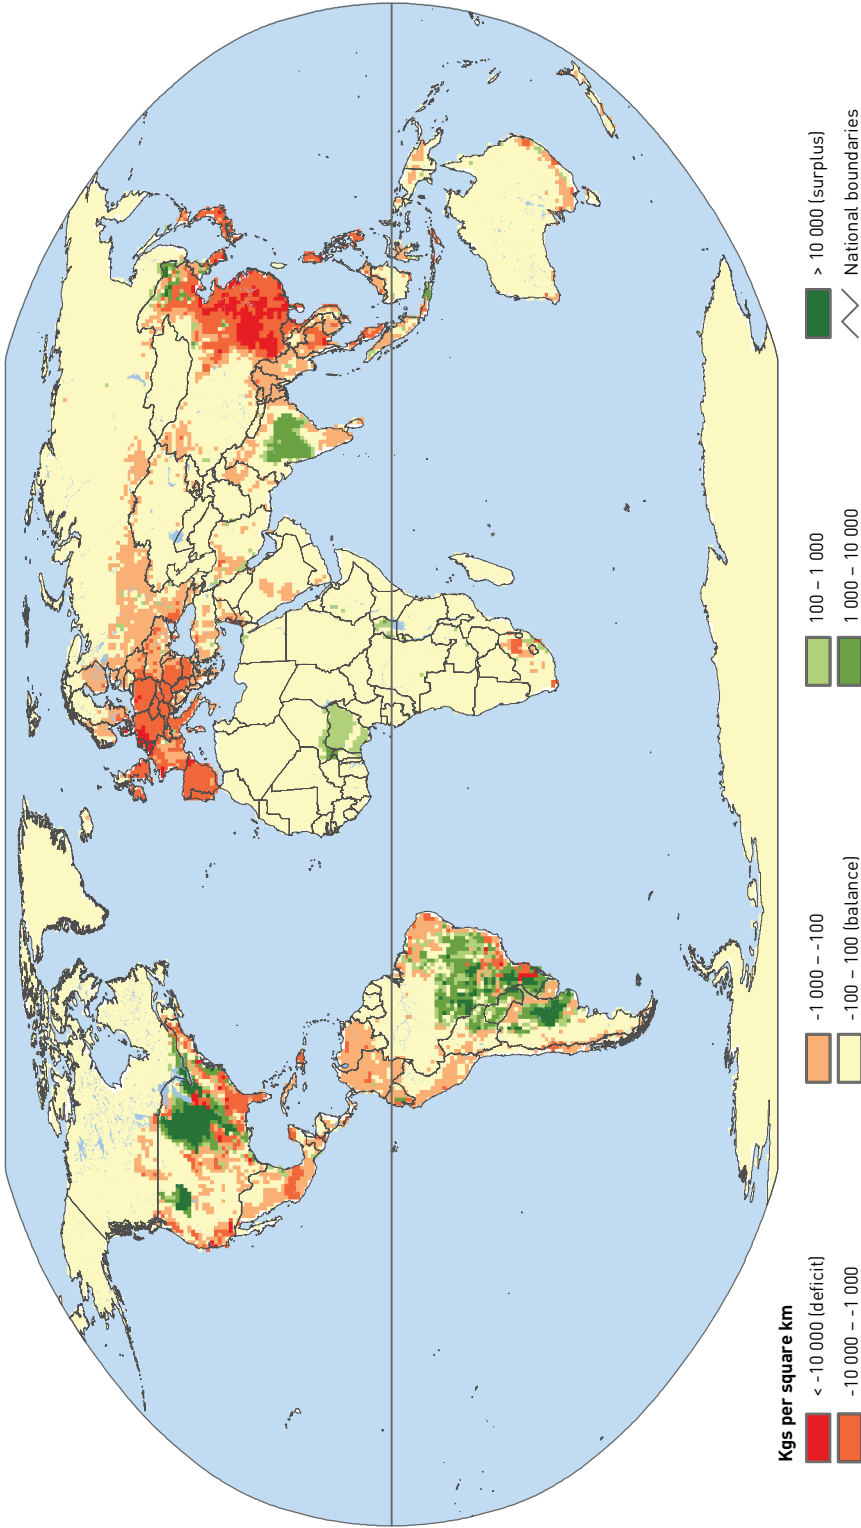 Kgs per square km
< -10 000 (deficit)
-10 000 – -1 000
-1 000 – -100
-100 – 100 (balance)
100 – 1 000
1 000 – 10 000
> 10 000 (surplus)
National boundaries